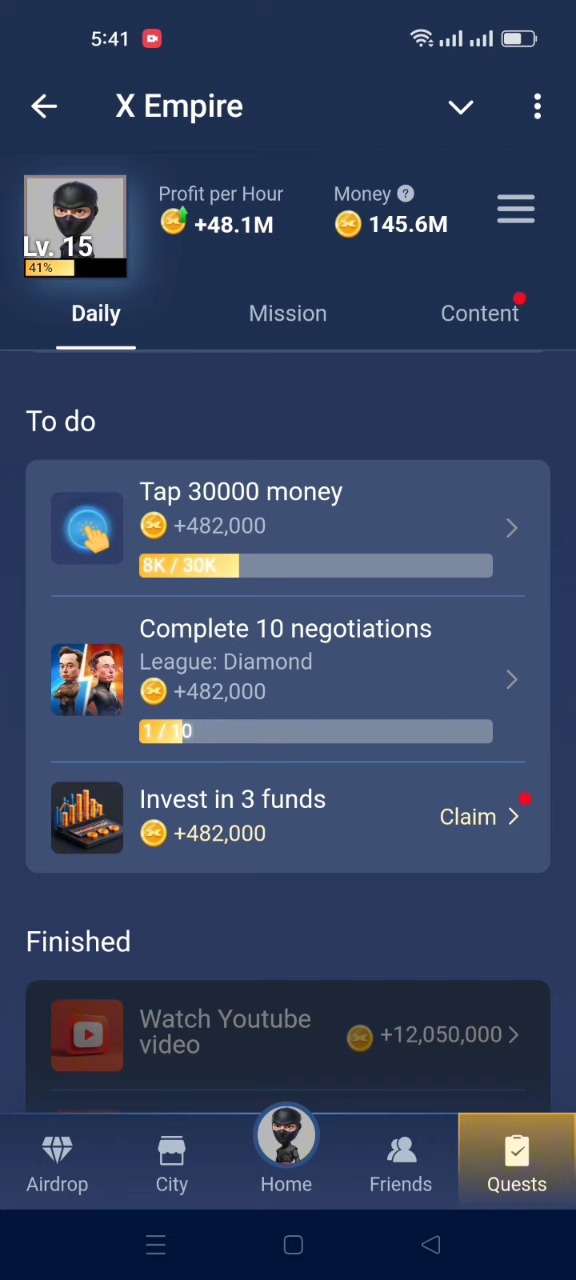 5:41
X Empire
Profit per Hour
+48.1M
Money ?
145.6M
Lv. 15
41%
Daily
Mission
Content
To do
Tap 30000 money
+482,000
8K / 30K
Complete 10 negotiations
League: Diamond
+482,000
1 / 10
Invest in 3 funds
+482,000
Claim
Finished
Watch Youtube
video
+12,050,000
Airdrop
City
Home
Friends
Quests